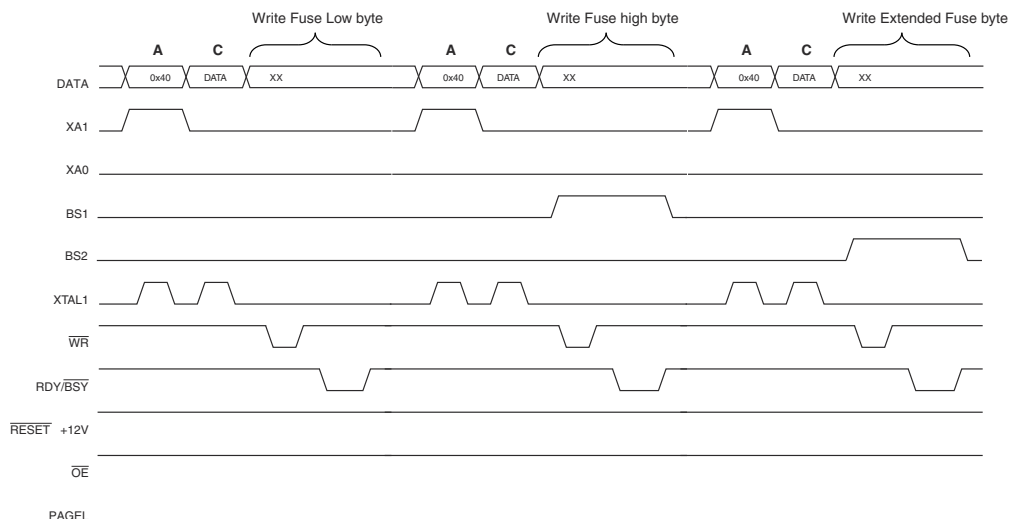 Write Fuse Low byte Write Fuse high byte Write Extended Fuse byte
A C A C A C
DATA 0x40 DATA XX 0x40 DATA XX 0x40 DATA XX
XA1
XA0
BS1
BS2
XTAL1
WR
RDY/BSY
RESET +12V
OE
PAGEL